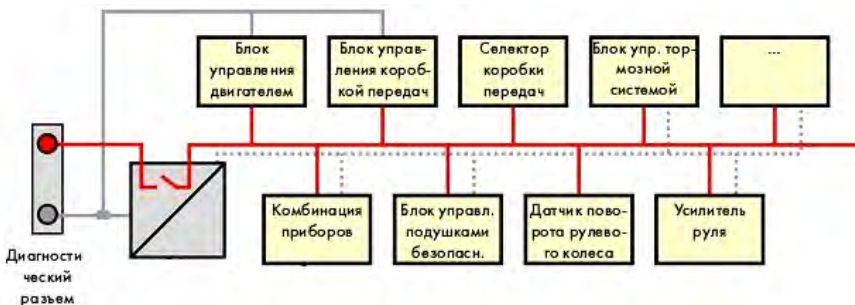 Блок
управления
двигателем
Блок управ-
ления короб-
кой передач
Селектор
коробки
передач
Блок упр. тор-
мозной
системой
...
Комбинация
приборов
Блок управл.
подушками
безопасн.
Датчик пово-
рота рулево-
го колеса
Усилитель
руля
Диагности
ческий
разъем